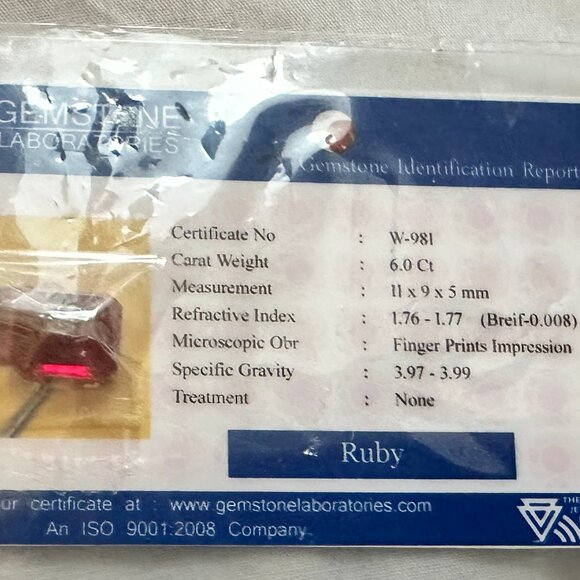 GEMSTONE
LABORATORIES
Gemstone Identification Report
Certificate No : W-981
Carat Weight : 6.0 Ct
Measurement : 11 x 9 x 5 mm
Refractive Index : 1.76 - 1.77 (Breif-0.008)
Microscopic Obr : Finger Prints Impression
Specific Gravity : 3.97 - 3.99
Treatment : None
Ruby
ur certificate at : www.gemstonelaboratories.com
An ISO 9001:2008 Company
THE